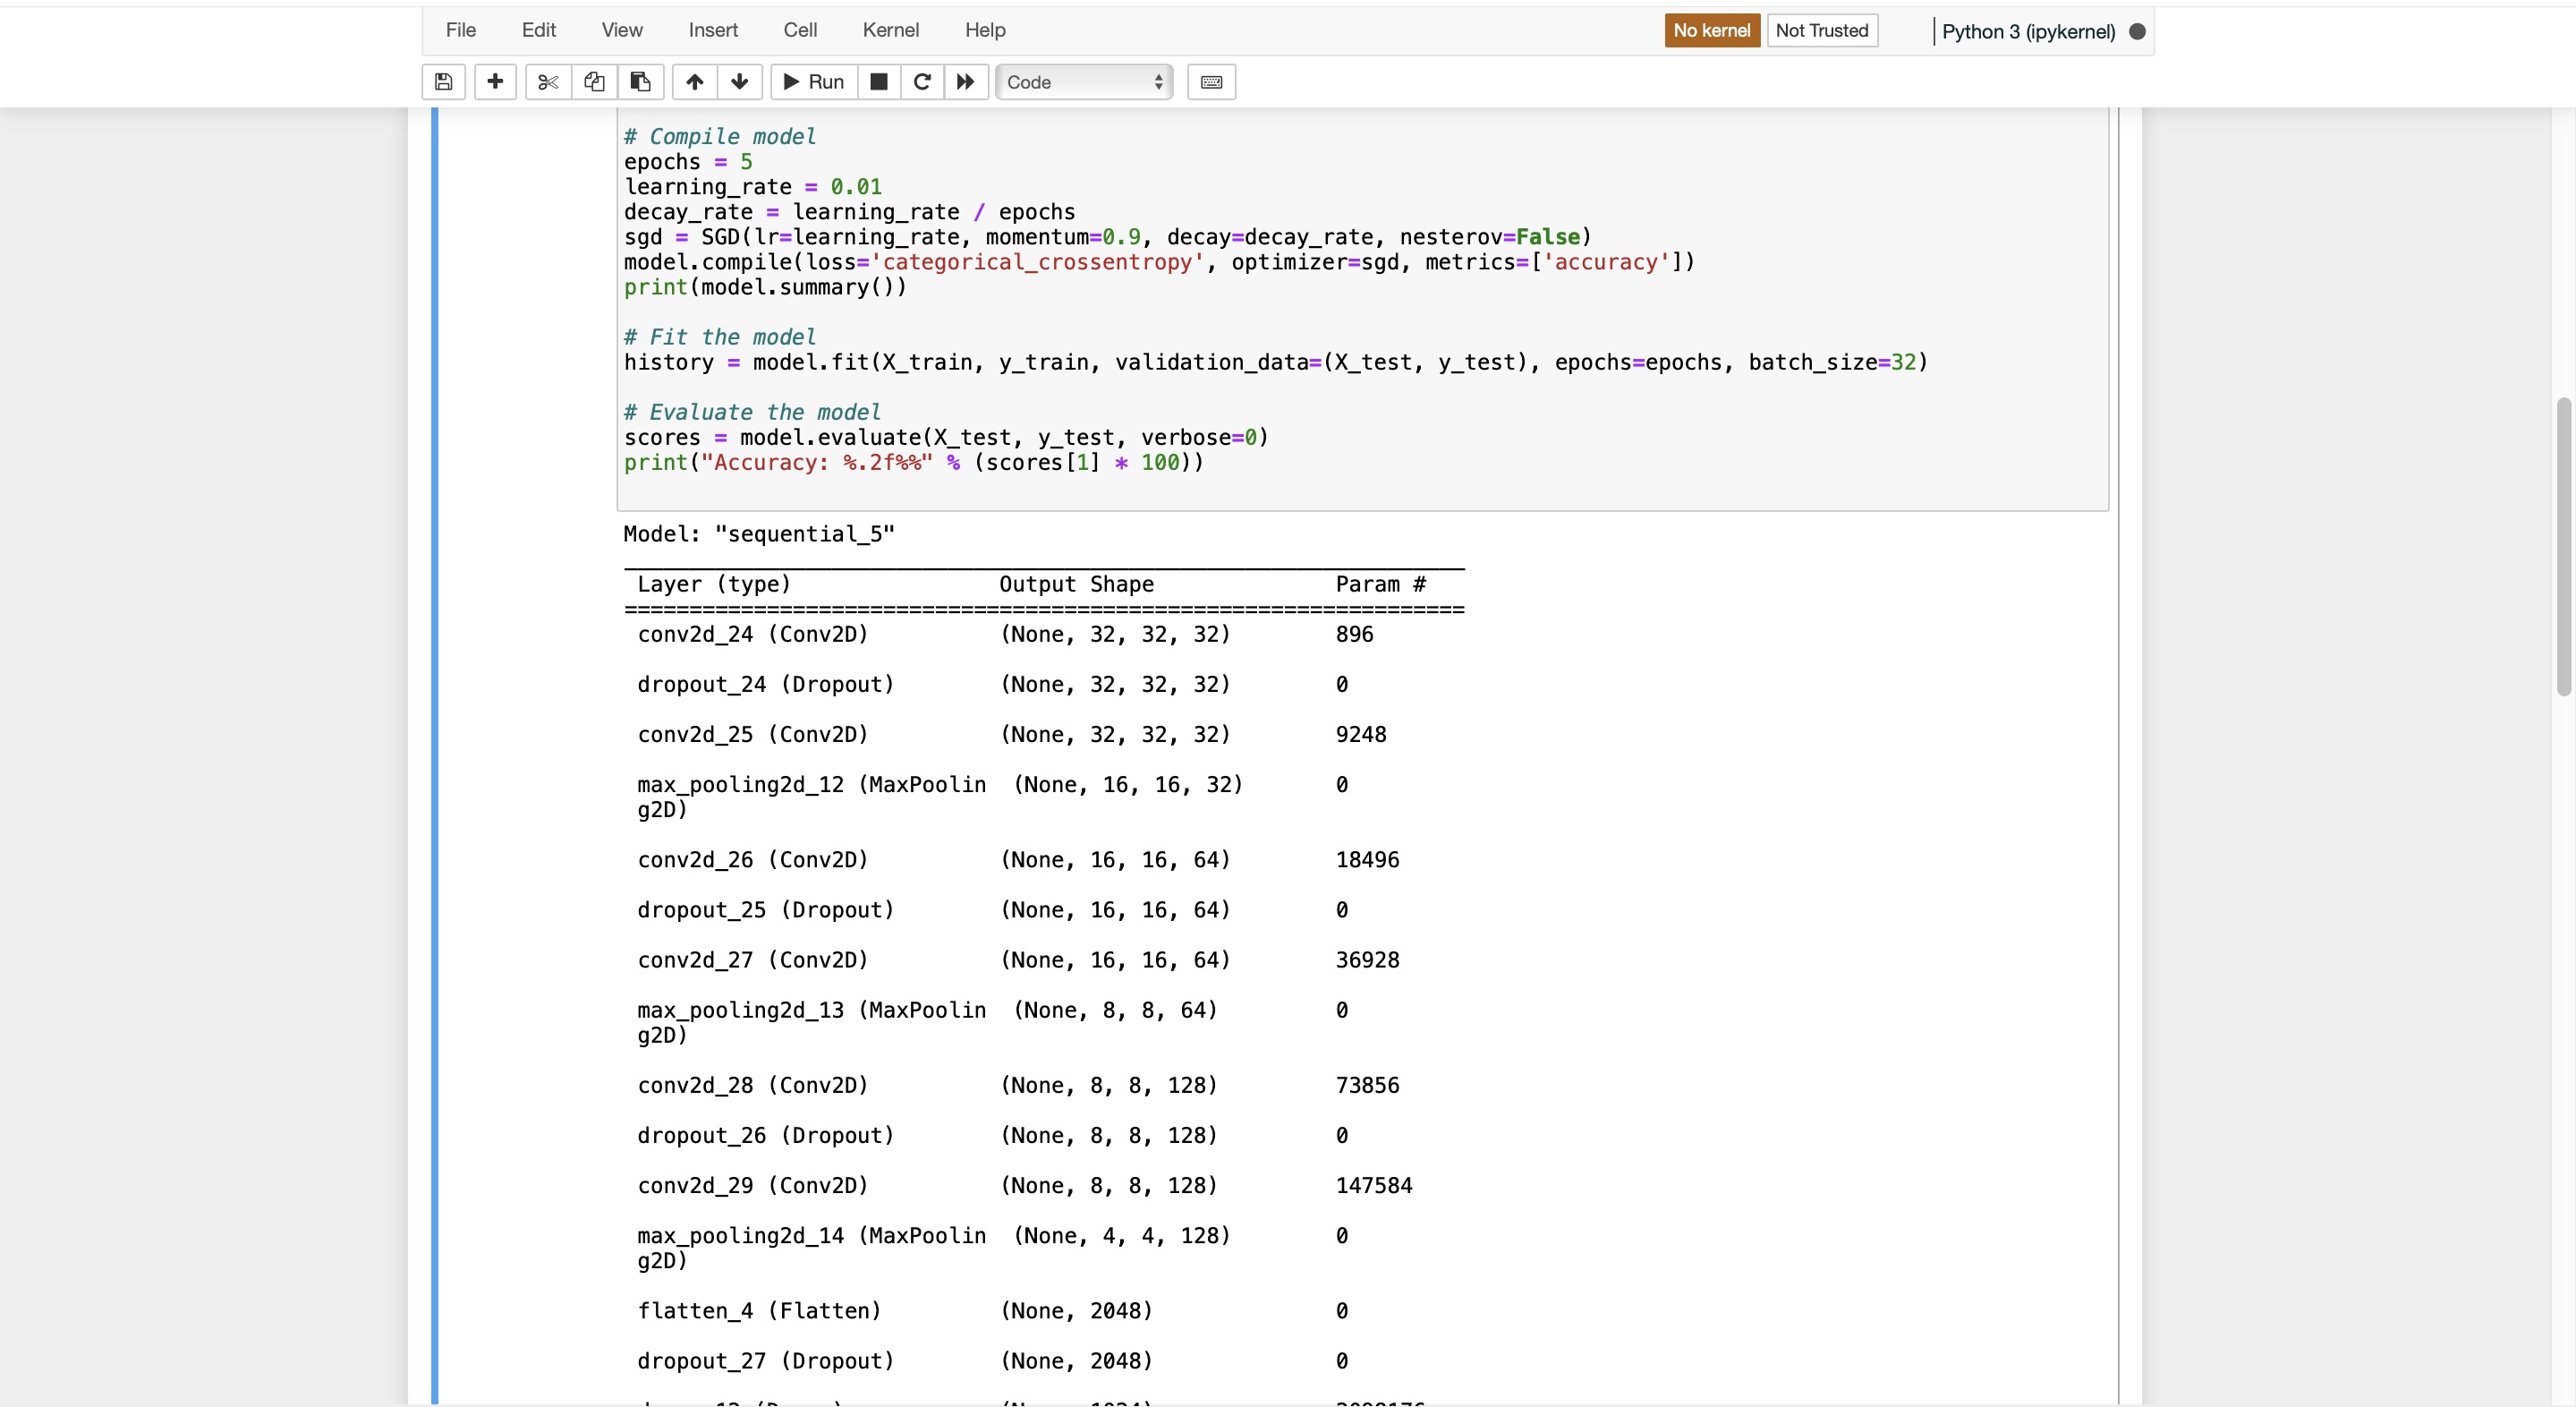 File Edit View Insert Cell Kernel Help No kernel Not Trusted Python 3 (ipykernel)
Run Code
# Compile model
epochs = 5
learning_rate = 0.01
decay_rate = learning_rate / epochs
sgd = SGD(lr=learning_rate, momentum=0.9, decay=decay_rate, nesterov=False)
model.compile(loss='categorical_crossentropy', optimizer=sgd, metrics=['accuracy'])
print(model.summary())
# Fit the model
history = model.fit(X_train, y_train, validation_data=(X_test, y_test), epochs=epochs, batch_size=32)
# Evaluate the model
scores = model.evaluate(X_test, y_test, verbose=0)
print("Accuracy: %.2f%%" % (scores[1] * 100))
Model: "sequential_5"
Layer (type) Output Shape Param #
conv2d_24 (Conv2D) (None, 32, 32, 32) 896
dropout_24 (Dropout) (None, 32, 32, 32) 0
conv2d_25 (Conv2D) (None, 32, 32, 32) 9248
max_pooling2d_12 (MaxPoolin (None, 16, 16, 32) 0
g2D)
conv2d_26 (Conv2D) (None, 16, 16, 64) 18496
dropout_25 (Dropout) (None, 16, 16, 64) 0
conv2d_27 (Conv2D) (None, 16, 16, 64) 36928
max_pooling2d_13 (MaxPoolin (None, 8, 8, 64) 0
g2D)
conv2d_28 (Conv2D) (None, 8, 8, 128) 73856
dropout_26 (Dropout) (None, 8, 8, 128) 0
conv2d_29 (Conv2D) (None, 8, 8, 128) 147584
max_pooling2d_14 (MaxPoolin (None, 4, 4, 128) 0
g2D)
flatten_4 (Flatten) (None, 2048) 0
dropout_27 (Dropout) (None, 2048) 0